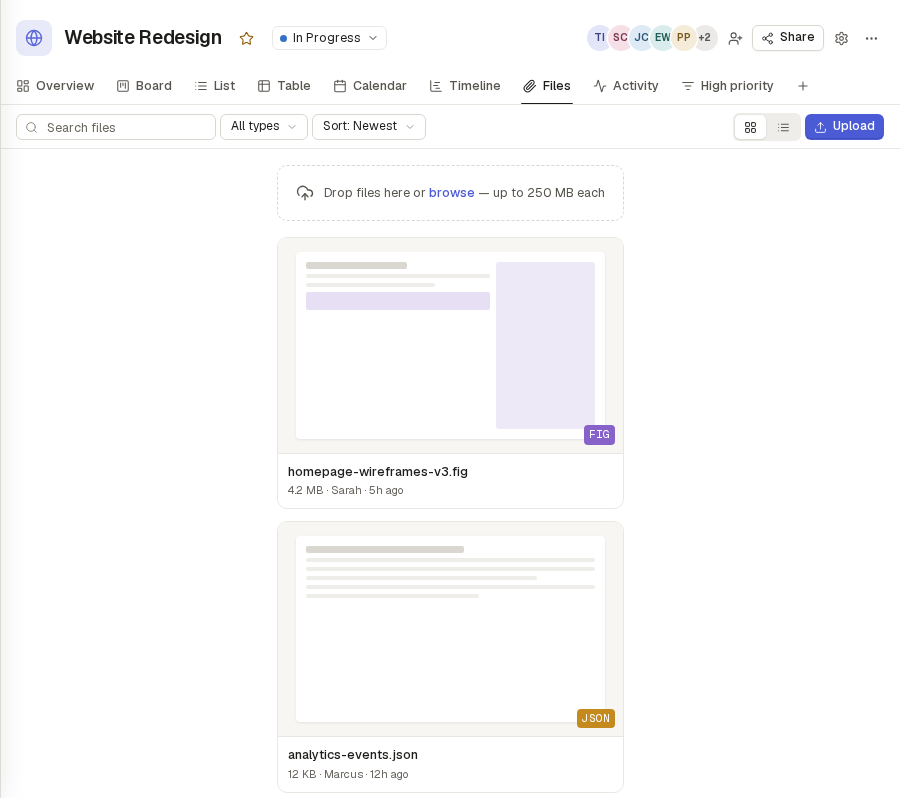 Website Redesign
In Progress
TI SC JC EW PP +2
Share
Overview Board List Table Calendar Timeline Files Activity High priority
Search files
All types
Sort: Newest
Upload
Drop files here or browse — up to 250 MB each
FIG
homepage-wireframes-v3.fig
4.2 MB · Sarah · 5h ago
JSON
analytics-events.json
12 KB · Marcus · 12h ago